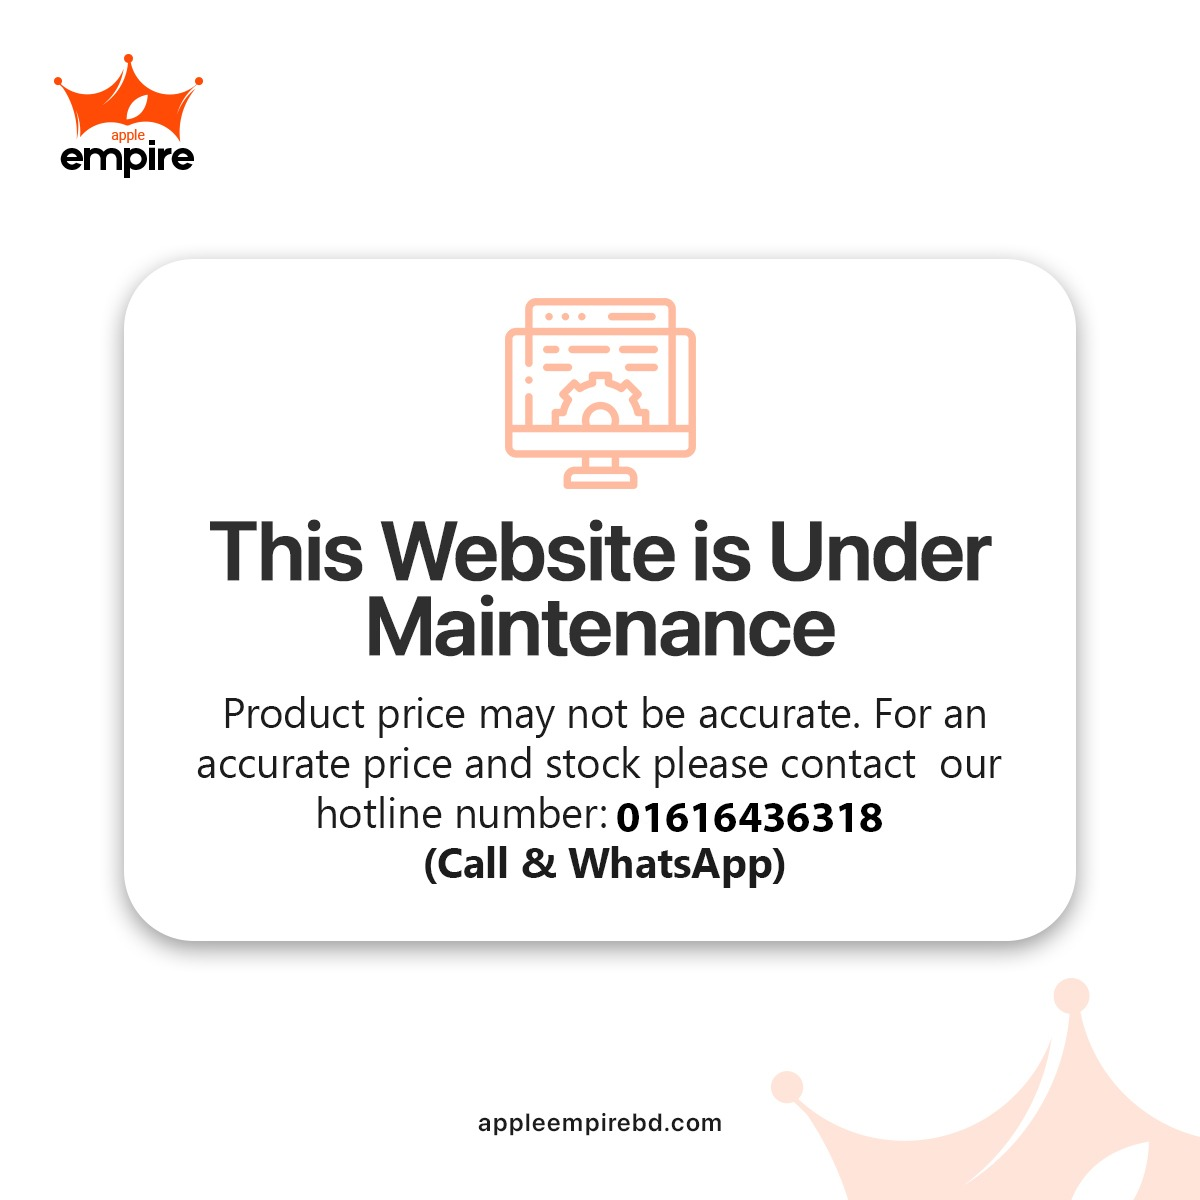 apple
empire
This Website is Under
Maintenance
Product price may not be accurate. For an
accurate price and stock please contact our
hotline number: 01616436318
(Call & WhatsApp)
appleempirebd.com